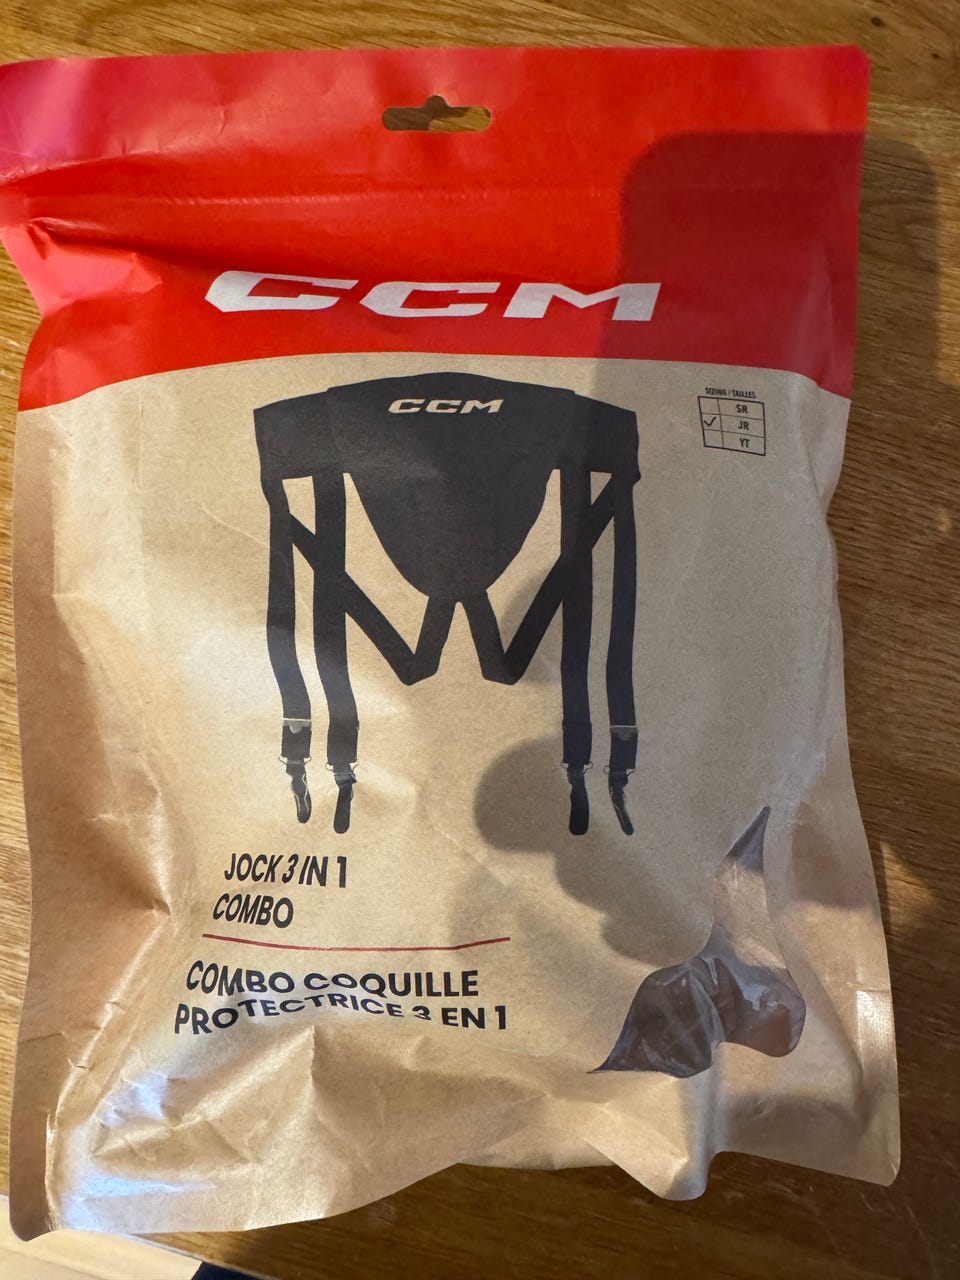 CCM
CCM
SIZING / TAILLES
SR
JR
YT
JOCK 3 IN 1
COMBO
COMBO COQUILLE
PROTECTRICE 3 EN 1